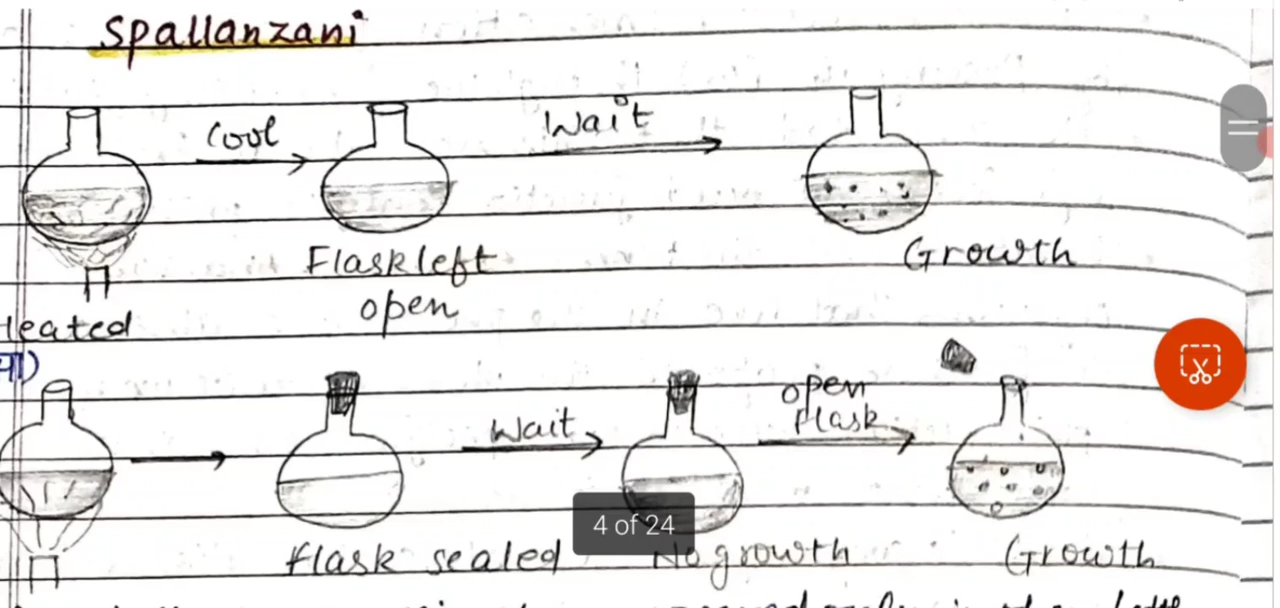 Spallanzani
Cool
Wait
Flask left
open
Growth
Heated
open
flask
Wait
4 of 24
flask sealed
No growth
Growth